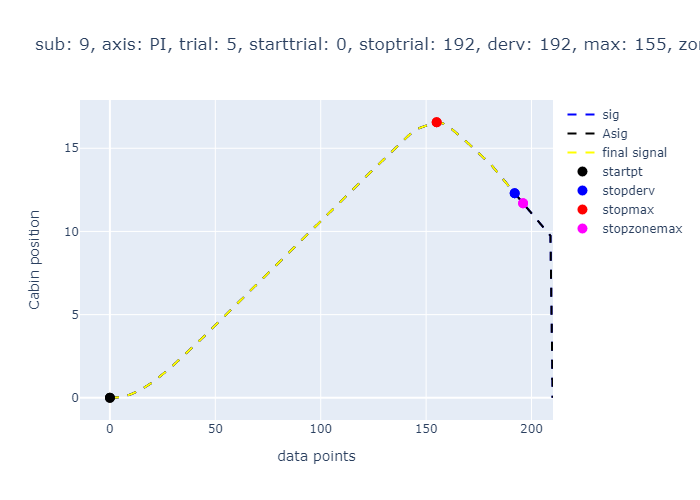 sub: 9, axis: PI, trial: 5, starttrial: 0, stoptrial: 192, derv: 192, max: 155, zo
sig
Asig
final signal
startpt
stopderv
stopmax
stopzonemax
Cabin position
15
10
5
0
0 50 100 150 200
data points